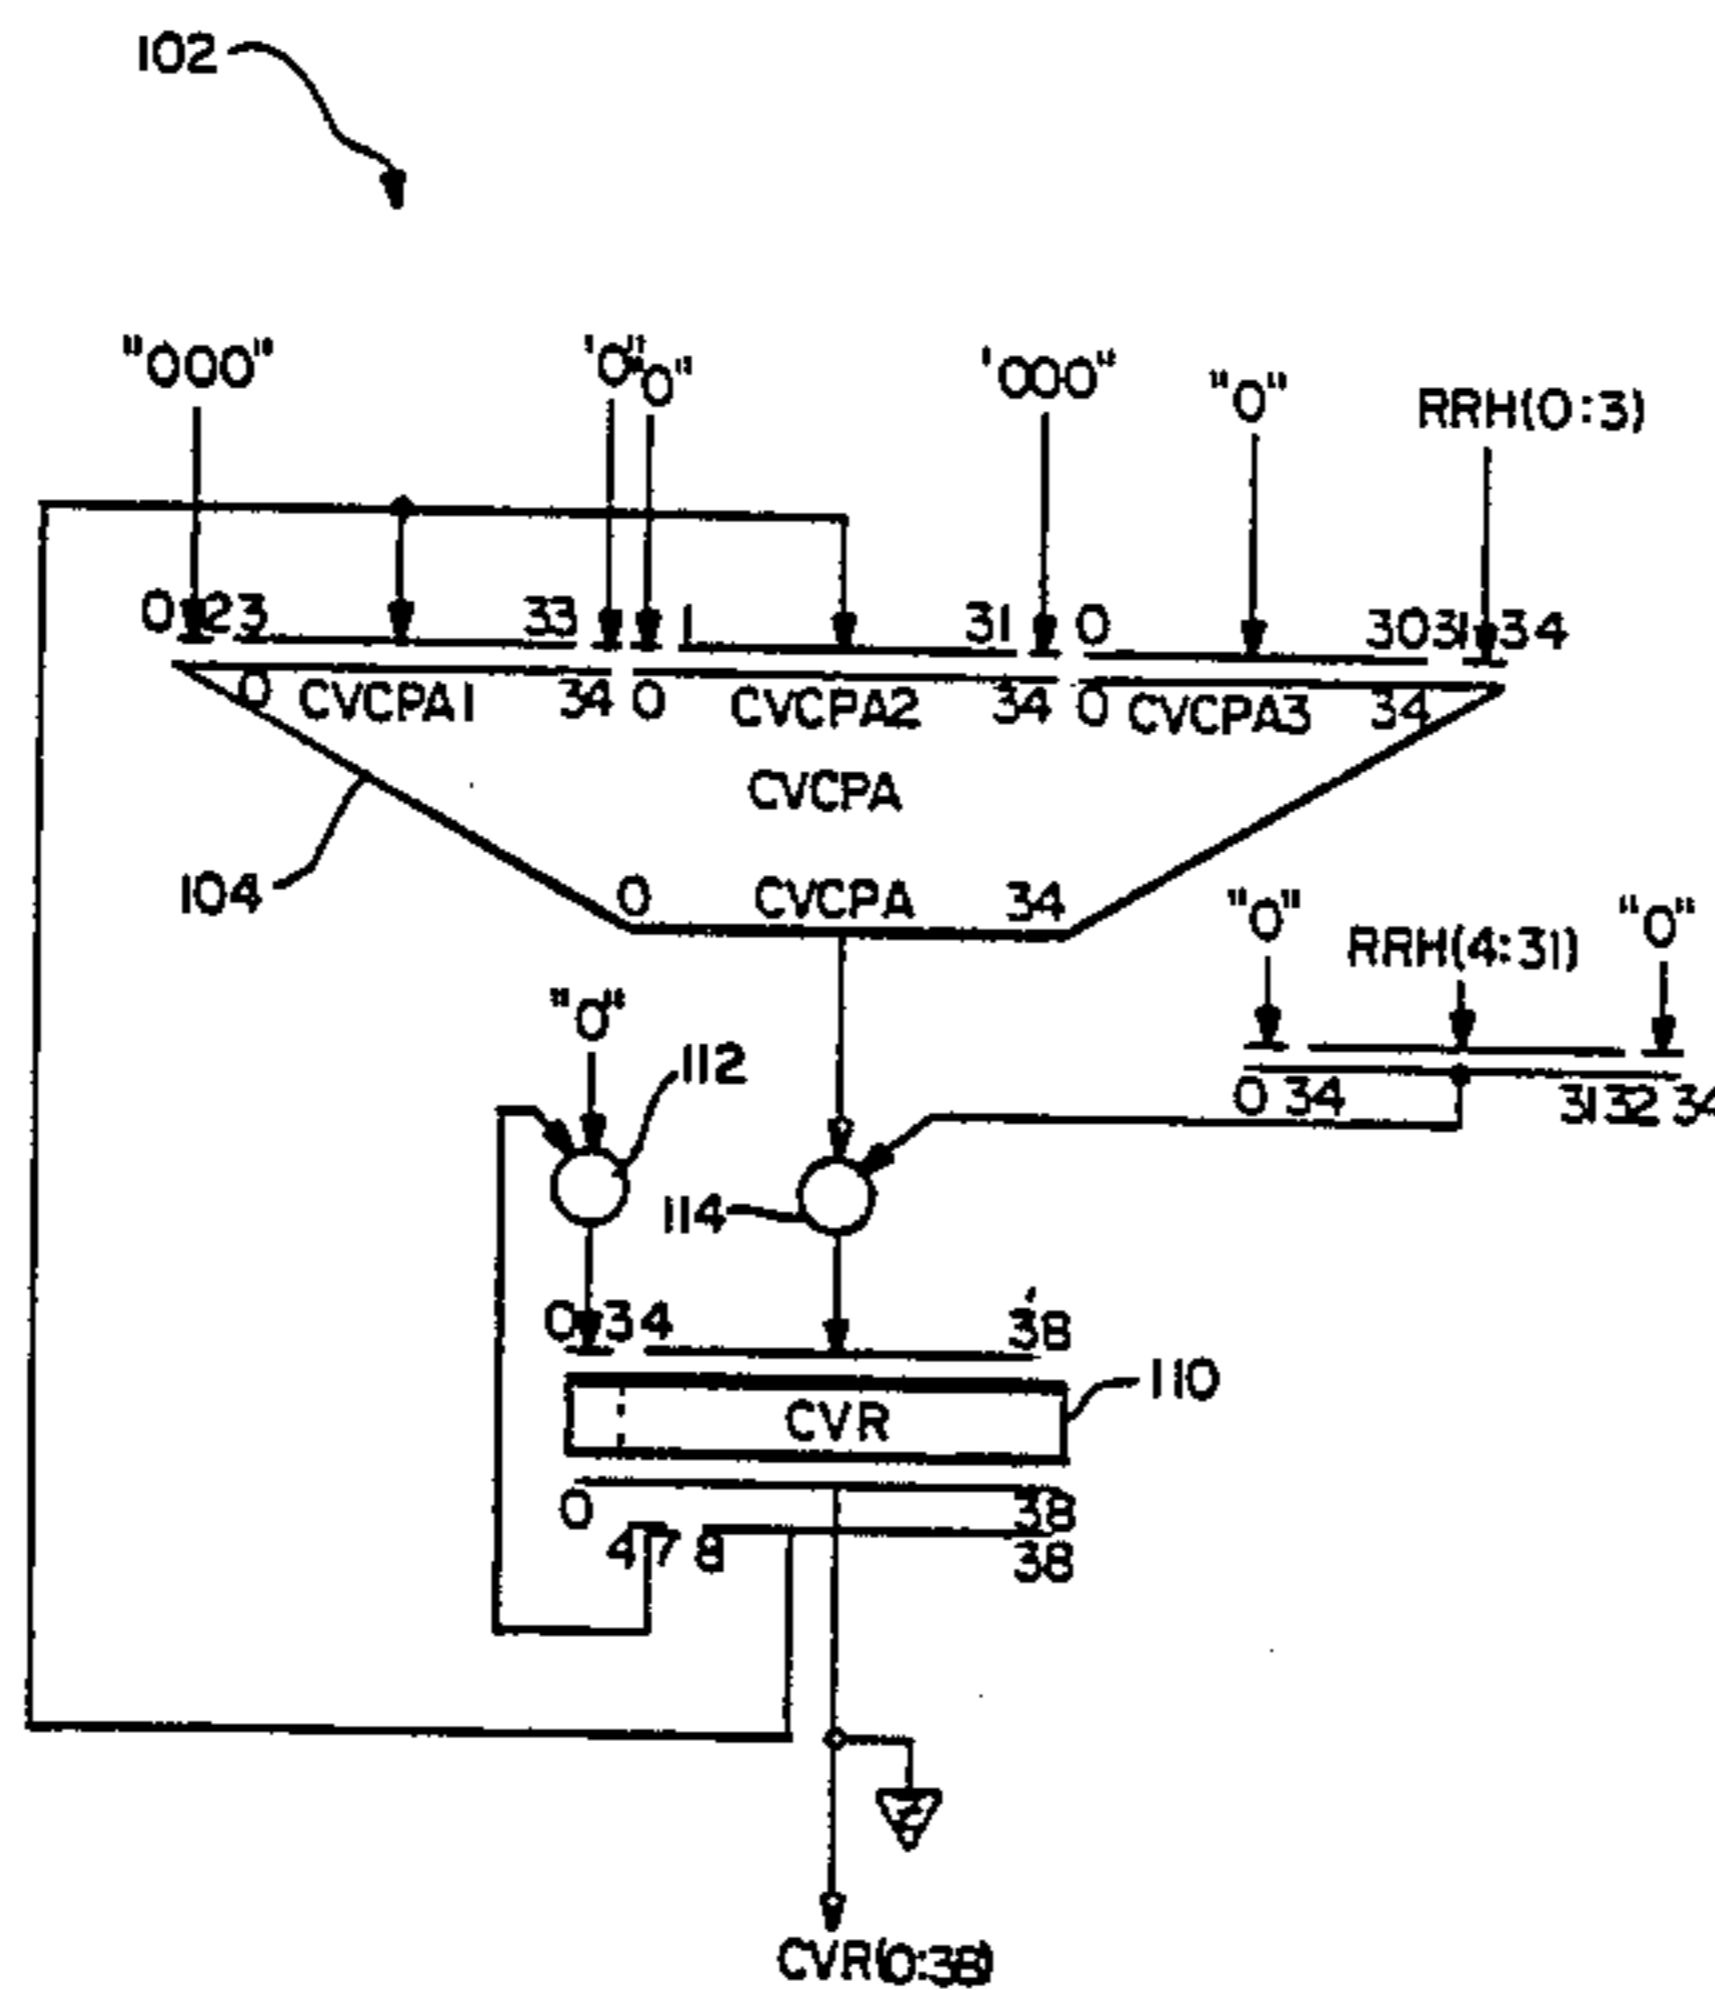 102
"000" '0" "0" '000" "0" RRH(0:3)
0 23 33 1 31 0 30 31 34
0 CVCPA1 34 0 CVCPA2 34 0 CVCPA3 34
CVCPA
104 0 CVCPA 34
"0" RRH(4:31) "0"
"0"
112
0 34 31 32 34
114
0 34 38
CVR 110
0 38
4 7 8 38
CVR(0:38)